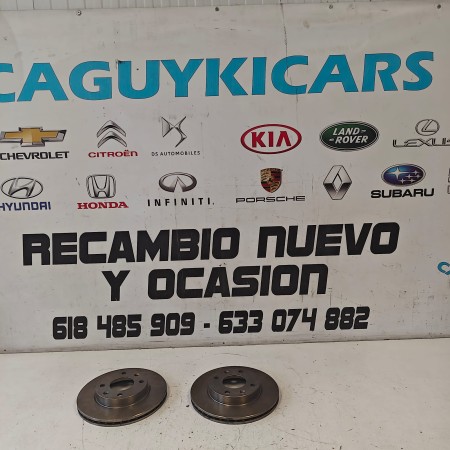 CAGUYKICARS
CHEVROLET
CITROËN
DS AUTOMOBILES
KIA
LAND-ROVER
LEXUS
HYUNDAI
HONDA
INFINITI
PORSCHE
RENAULT
SUBARU
RECAMBIO NUEVO
Y OCASION
618 485 909 - 633 074 882